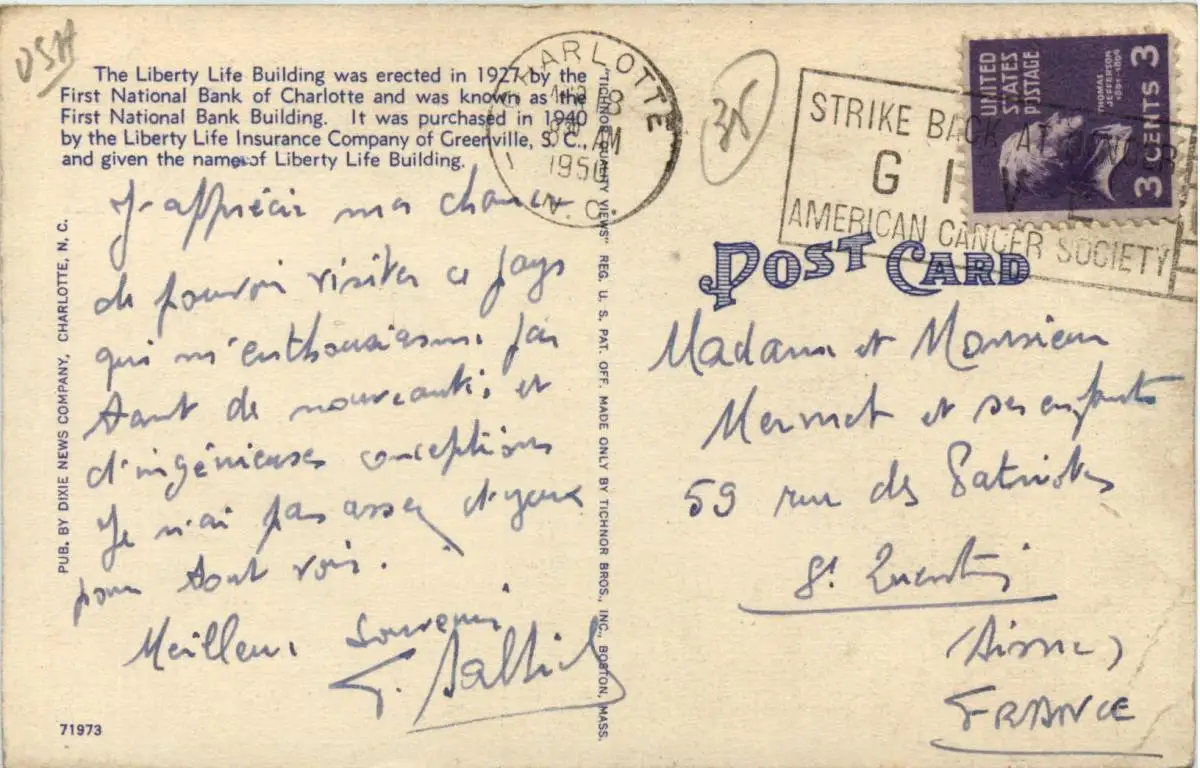 USA
The Liberty Life Building was erected in 1927 by the
First National Bank of Charlotte and was known as the
First National Bank Building. It was purchased in 1940
by the Liberty Life Insurance Company of Greenville, S. C.,
and given the name of Liberty Life Building.
J'apprécie ma chance
de pouvoir visiter ce pays
qui m'enthousiasme par
tant de nouveautés et
d'ingénieuses conceptions
Je n'ai pas assez d'yeux
pour tout voir.
Meilleurs souvenirs
71973
PUB. BY DIXIE NEWS COMPANY, CHARLOTTE, N. C.
"TICHNOR QUALITY VIEWS" REG. U. S. PAT. OFF. MADE ONLY BY TICHNOR BROS., INC., BOSTON, MASS.
CHARLOTTE
8
AM
1950
N. C.
38
STRIKE BACK AT CANCER
GIVE
AMERICAN CANCER SOCIETY
UNITED
STATES
POSTAGE
THOMAS
JEFFERSON
3 CENTS 3
POST CARD
Madame et Monsieur
Mermet et ses enfants
59 rue des Patriotes
St Quentin
(Aisne)
FRANCE